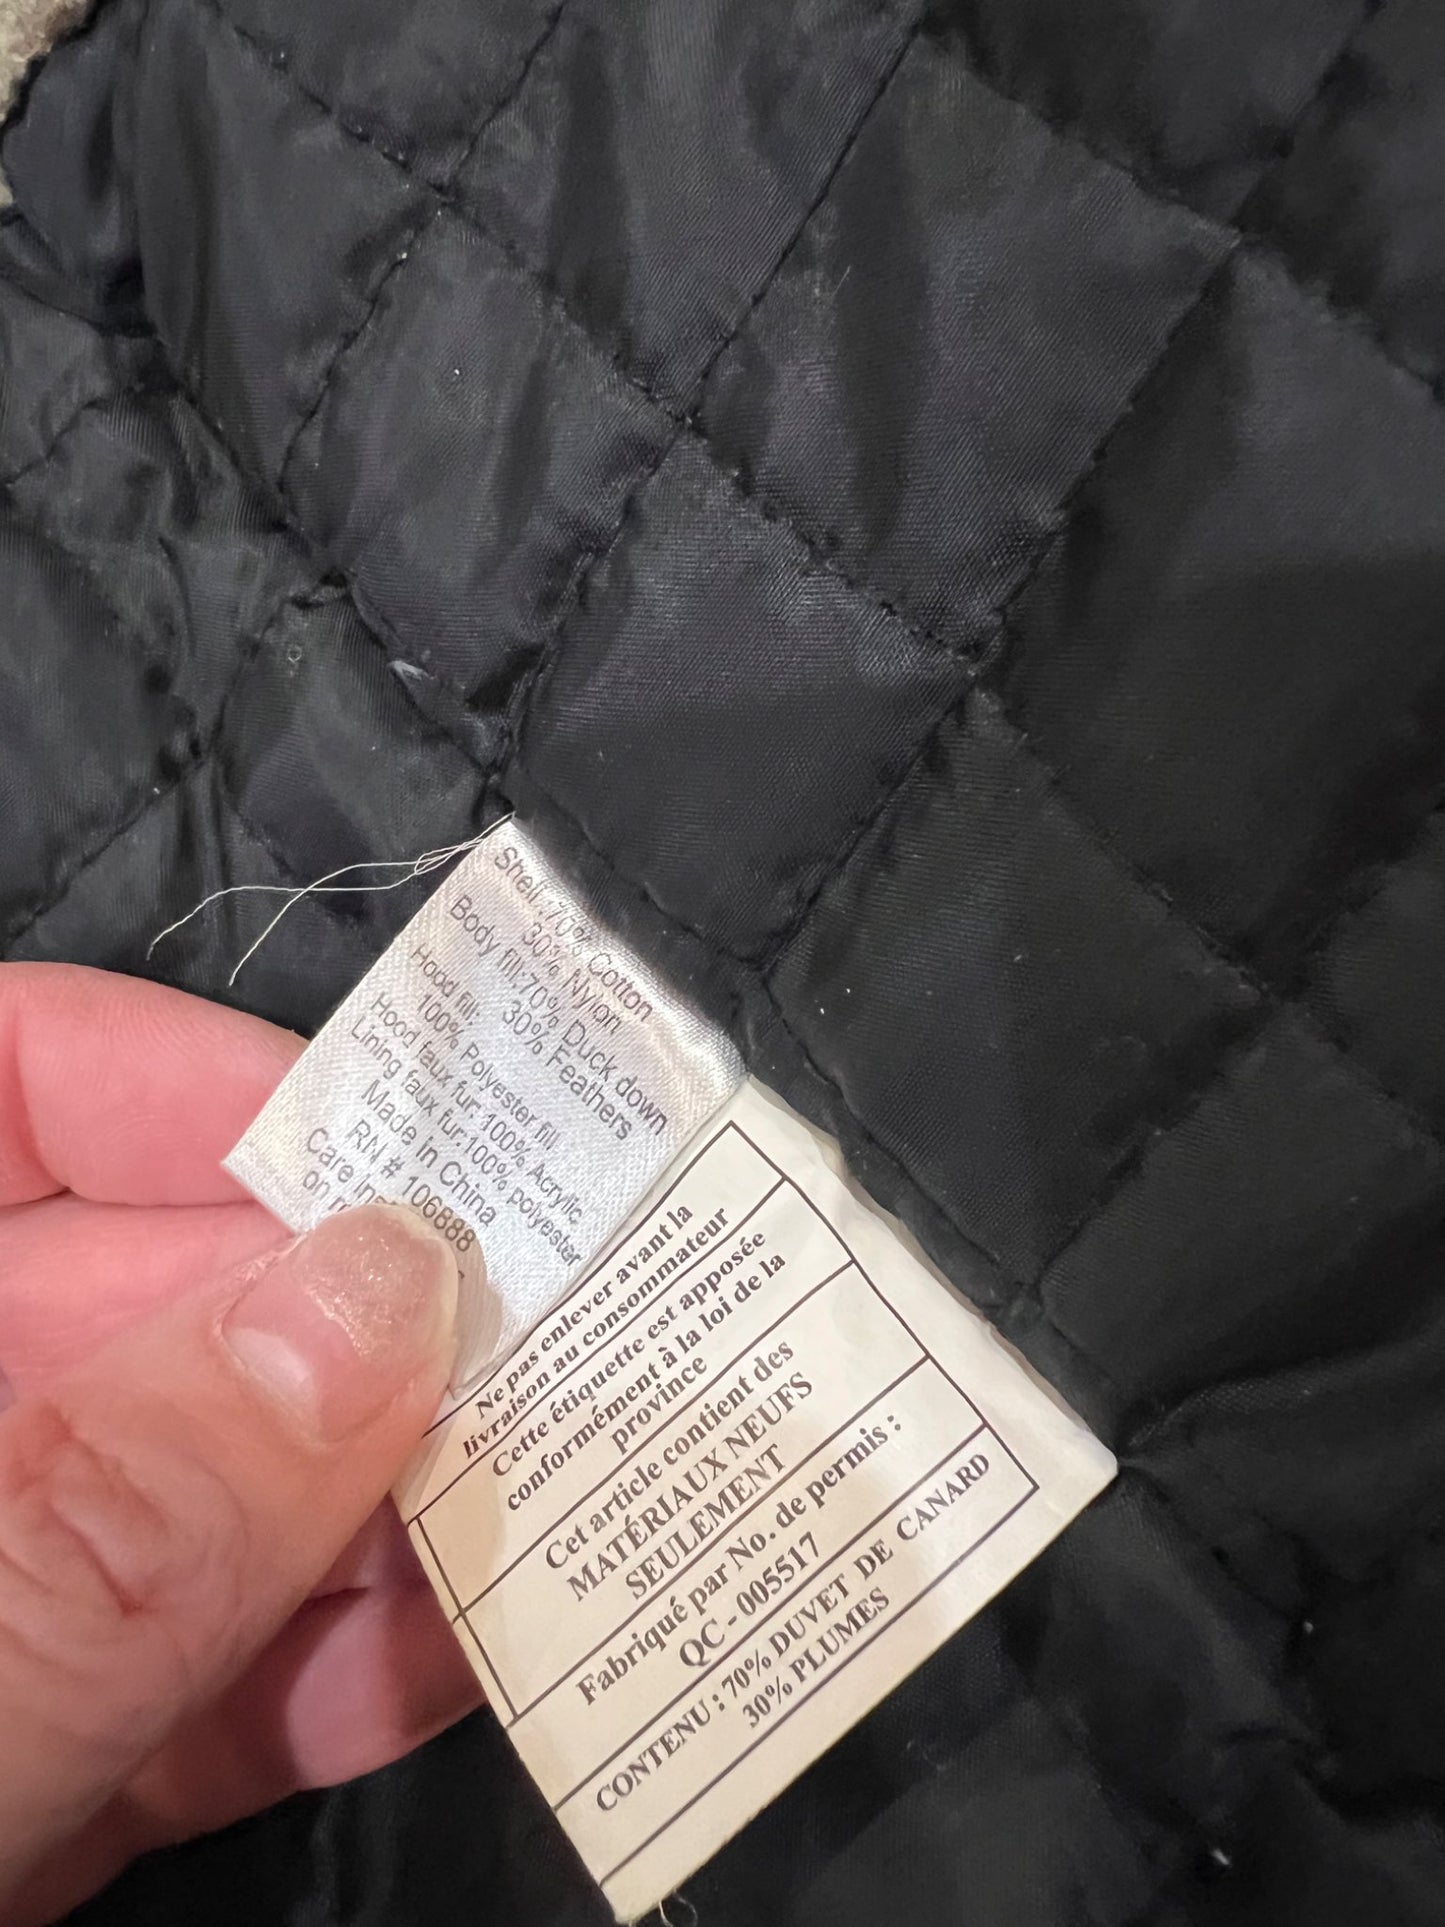 Shell :70% Cotton
30% Nylon
Body fill:70% Duck down
30% Feathers
Hood fill:
100% Polyester fill
Hood faux fur: 100% Acrylic
Lining faux fur:100% polyester
Made in China
RN # 106888
Care
on
Ne pas enlever avant la
livraison au consommateur
Cette étiquette est apposée
conformément à la loi de la
province
Cet article contient des
MATÉRIAUX NEUFS
SEULEMENT
Fabriqué par No. de permis :
QC - 005517
CONTENU : 70% DUVET DE CANARD
30% PLUMES